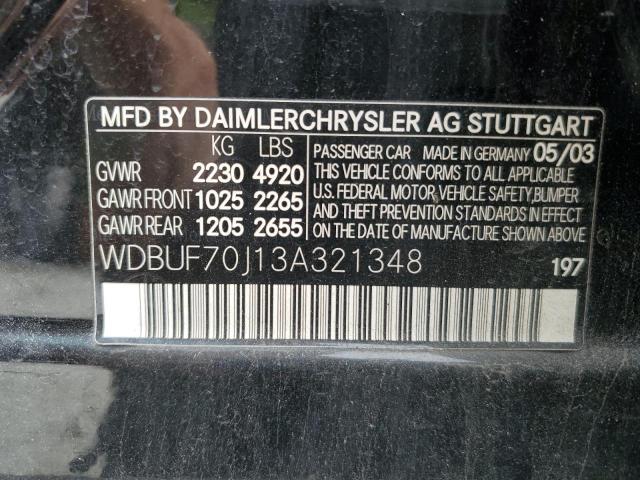 MFD BY DAIMLERCHRYSLER AG STUTTGART
KG LBS
GVWR 2230 4920
GAWR FRONT 1025 2265
GAWR REAR 1205 2655
PASSENGER CAR MADE IN GERMANY 05/03
THIS VEHICLE CONFORMS TO ALL APPLICABLE
U.S. FEDERAL MOTOR VEHICLE SAFETY, BUMPER
AND THEFT PREVENTION STANDARDS IN EFFECT
ON THE DATE OF MANUFACTURE SHOWN ABOVE.
WDBUF70J13A321348 197